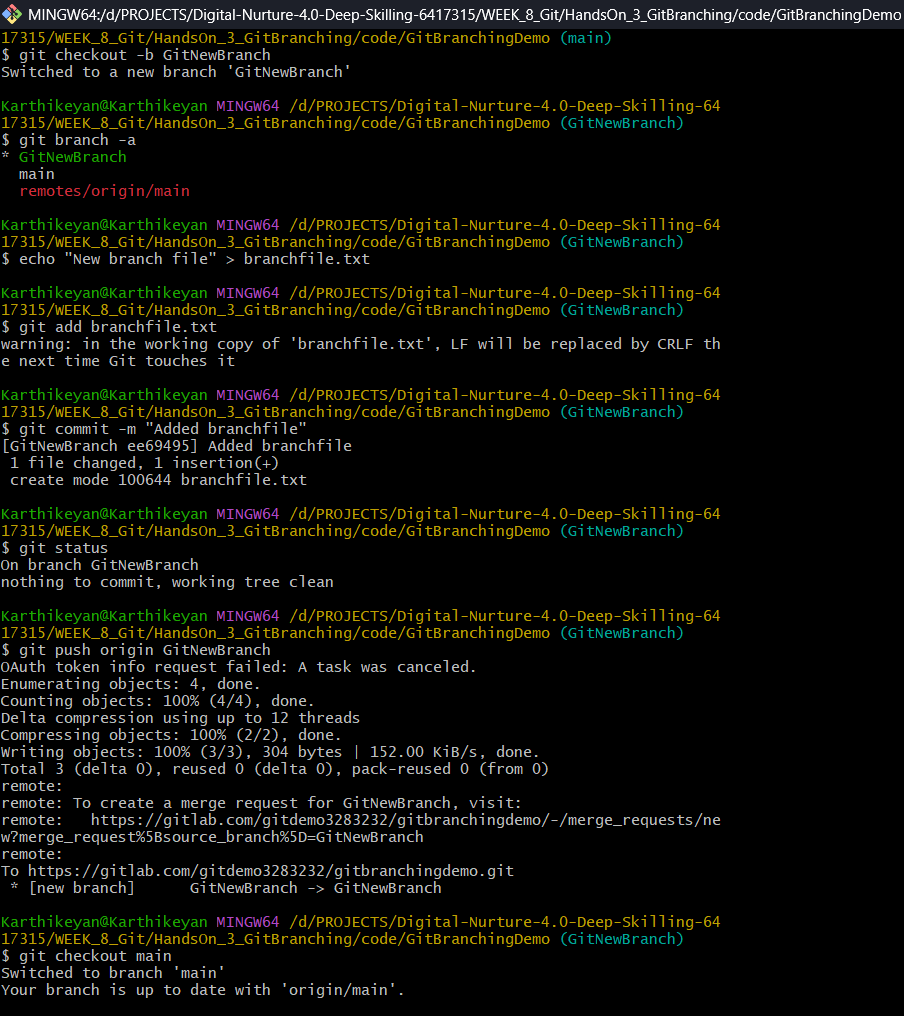 MINGW64:/d/PROJECTS/Digital-Nurture-4.0-Deep-Skilling-6417315/WEEK_8_Git/HandsOn_3_GitBranching/code/GitBranchingDemo
17315/WEEK_8_Git/HandsOn_3_GitBranching/code/GitBranchingDemo (main)
$ git checkout -b GitNewBranch
Switched to a new branch 'GitNewBranch'
Karthikeyan@Karthikeyan MINGW64 /d/PROJECTS/Digital-Nurture-4.0-Deep-Skilling-64
17315/WEEK_8_Git/HandsOn_3_GitBranching/code/GitBranchingDemo (GitNewBranch)
$ git branch -a
* GitNewBranch
  main
  remotes/origin/main
Karthikeyan@Karthikeyan MINGW64 /d/PROJECTS/Digital-Nurture-4.0-Deep-Skilling-64
17315/WEEK_8_Git/HandsOn_3_GitBranching/code/GitBranchingDemo (GitNewBranch)
$ echo "New branch file" > branchfile.txt
Karthikeyan@Karthikeyan MINGW64 /d/PROJECTS/Digital-Nurture-4.0-Deep-Skilling-64
17315/WEEK_8_Git/HandsOn_3_GitBranching/code/GitBranchingDemo (GitNewBranch)
$ git add branchfile.txt
warning: in the working copy of 'branchfile.txt', LF will be replaced by CRLF th
e next time Git touches it
Karthikeyan@Karthikeyan MINGW64 /d/PROJECTS/Digital-Nurture-4.0-Deep-Skilling-64
17315/WEEK_8_Git/HandsOn_3_GitBranching/code/GitBranchingDemo (GitNewBranch)
$ git commit -m "Added branchfile"
[GitNewBranch ee69495] Added branchfile
 1 file changed, 1 insertion(+)
 create mode 100644 branchfile.txt
Karthikeyan@Karthikeyan MINGW64 /d/PROJECTS/Digital-Nurture-4.0-Deep-Skilling-64
17315/WEEK_8_Git/HandsOn_3_GitBranching/code/GitBranchingDemo (GitNewBranch)
$ git status
On branch GitNewBranch
nothing to commit, working tree clean
Karthikeyan@Karthikeyan MINGW64 /d/PROJECTS/Digital-Nurture-4.0-Deep-Skilling-64
17315/WEEK_8_Git/HandsOn_3_GitBranching/code/GitBranchingDemo (GitNewBranch)
$ git push origin GitNewBranch
OAuth token info request failed: A task was canceled.
Enumerating objects: 4, done.
Counting objects: 100% (4/4), done.
Delta compression using up to 12 threads
Compressing objects: 100% (2/2), done.
Writing objects: 100% (3/3), 304 bytes | 152.00 KiB/s, done.
Total 3 (delta 0), reused 0 (delta 0), pack-reused 0 (from 0)
remote:
remote: To create a merge request for GitNewBranch, visit:
remote:   https://gitlab.com/gitdemo3283232/gitbranchingdemo/-/merge_requests/ne
w?merge_request%5Bsource_branch%5D=GitNewBranch
remote:
To https://gitlab.com/gitdemo3283232/gitbranchingdemo.git
 * [new branch]      GitNewBranch -> GitNewBranch
Karthikeyan@Karthikeyan MINGW64 /d/PROJECTS/Digital-Nurture-4.0-Deep-Skilling-64
17315/WEEK_8_Git/HandsOn_3_GitBranching/code/GitBranchingDemo (GitNewBranch)
$ git checkout main
Switched to branch 'main'
Your branch is up to date with 'origin/main'.